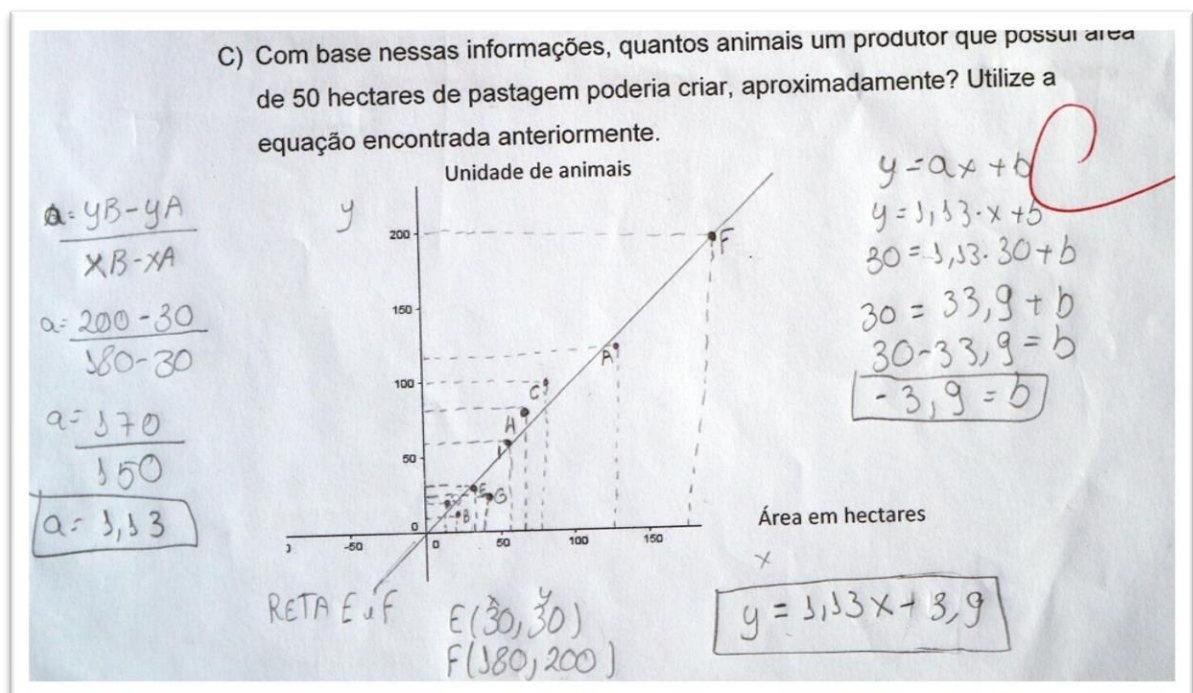 C) Com base nessas informações, quantos animais um produtor que possui área
de 50 hectares de pastagem poderia criar, aproximadamente? Utilize a
equação encontrada anteriormente.
Unidade de animais
a = yB-yA
xB-xA
a = 200-30
180-30
a = 170
150
a = 1,13
y
200
150
100
50
0
-50
0
50
100
150
F
A
C
H
I
E
G
B
Área em hectares
x
y = ax + b
y = 1,13 . x + b
30 = 1,13 . 30 + b
30 = 33,9 + b
30-33,9 = b
-3,9 = b
RETA E e F
x y
E(30, 30)
F(180, 200)
y = 1,13x + 3,9